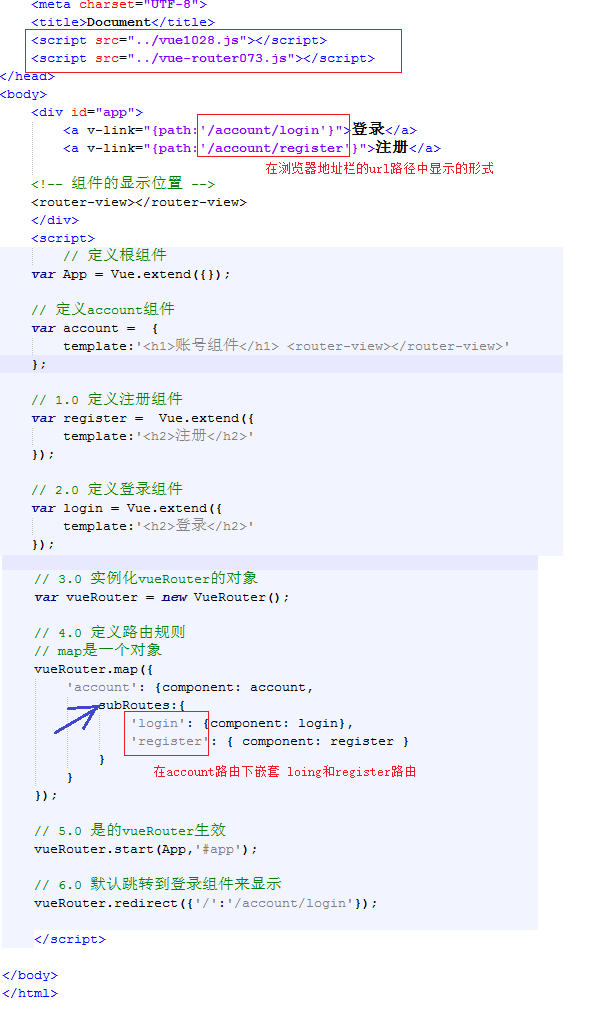 <meta charset="UTF-8">
<title>Document</title>
<script src="../vue1028.js"></script>
<script src="../vue-router073.js"></script>
</head>
<body>
<div id="app">
<a v-link="{path:'/account/login'}">登录</a>
<a v-link="{path:'/account/register'}">注册</a>
在浏览器地址栏的url路径中显示的形式
<!-- 组件的显示位置 -->
<router-view></router-view>
</div>
<script>
// 定义根组件
var App = Vue.extend({});
// 定义account组件
var account =  {
template:'<h1>账号组件</h1> <router-view></router-view>'
};
// 1.0 定义注册组件
var register =  Vue.extend({
template:'<h2>注册</h2>'
});
// 2.0 定义登录组件
var login = Vue.extend({
template:'<h2>登录</h2>'
});
// 3.0 实例化vueRouter的对象
var vueRouter = new VueRouter();
// 4.0 定义路由规则
// map是一个对象
vueRouter.map({
'account': {component: account,
subRoutes:{
'login': {component: login},
'register': { component: register }
}
在account路由下嵌套 loing和register路由
}
});
// 5.0 是的vueRouter生效
vueRouter.start(App,'#app');
// 6.0 默认跳转到登录组件来显示
vueRouter.redirect({'/':'/account/login'});
</script>
</body>
</html>